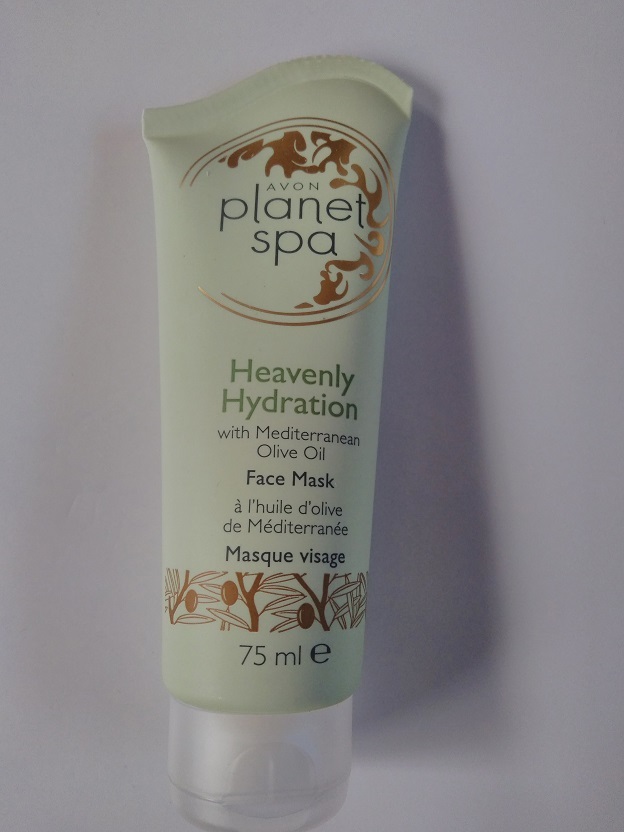 AVON
planet
spa
Heavenly
Hydration
with Mediterranean
Olive Oil
Face Mask
à l'huile d'olive
de Méditerranée
Masque visage
75 ml ℮